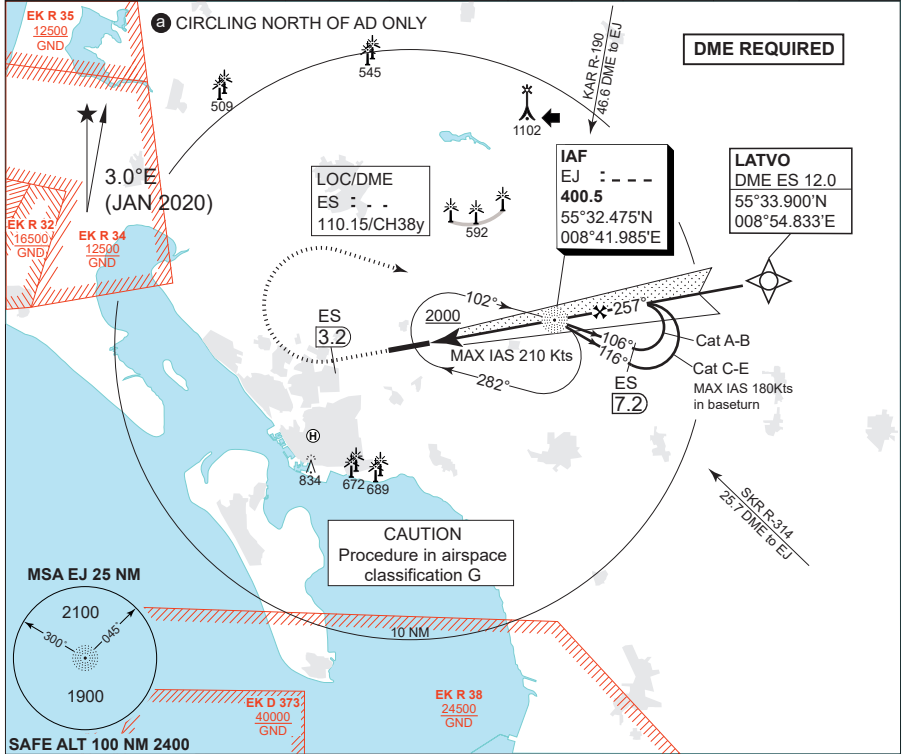 EK R 35
12500
GND
a CIRCLING NORTH OF AD ONLY
545
509
1102
KAR R-190
46.6 DME to EJ
DME REQUIRED
3.0°E
(JAN 2020)
EK R 32
16500
GND
EK R 34
12500
GND
LOC/DME
ES : - -
110.15/CH38y
592
IAF
EJ : - - - -
400.5
55°32.475'N
008°41.985'E
LATVO
DME ES 12.0
55°33.900'N
008°54.833'E
102°
2000
257°
ES
3.2
MAX IAS 210 Kts
106°
116°
282°
ES
7.2
Cat A-B
Cat C-E
MAX IAS 180Kts
in baseturn
H
834
672
689
SKR R-314
25.7 DME to EJ
CAUTION
Procedure in airspace
classification G
MSA EJ 25 NM
2100
300°
045°
1900
10 NM
EK D 373
40000
GND
EK R 38
24500
GND
SAFE ALT 100 NM 2400